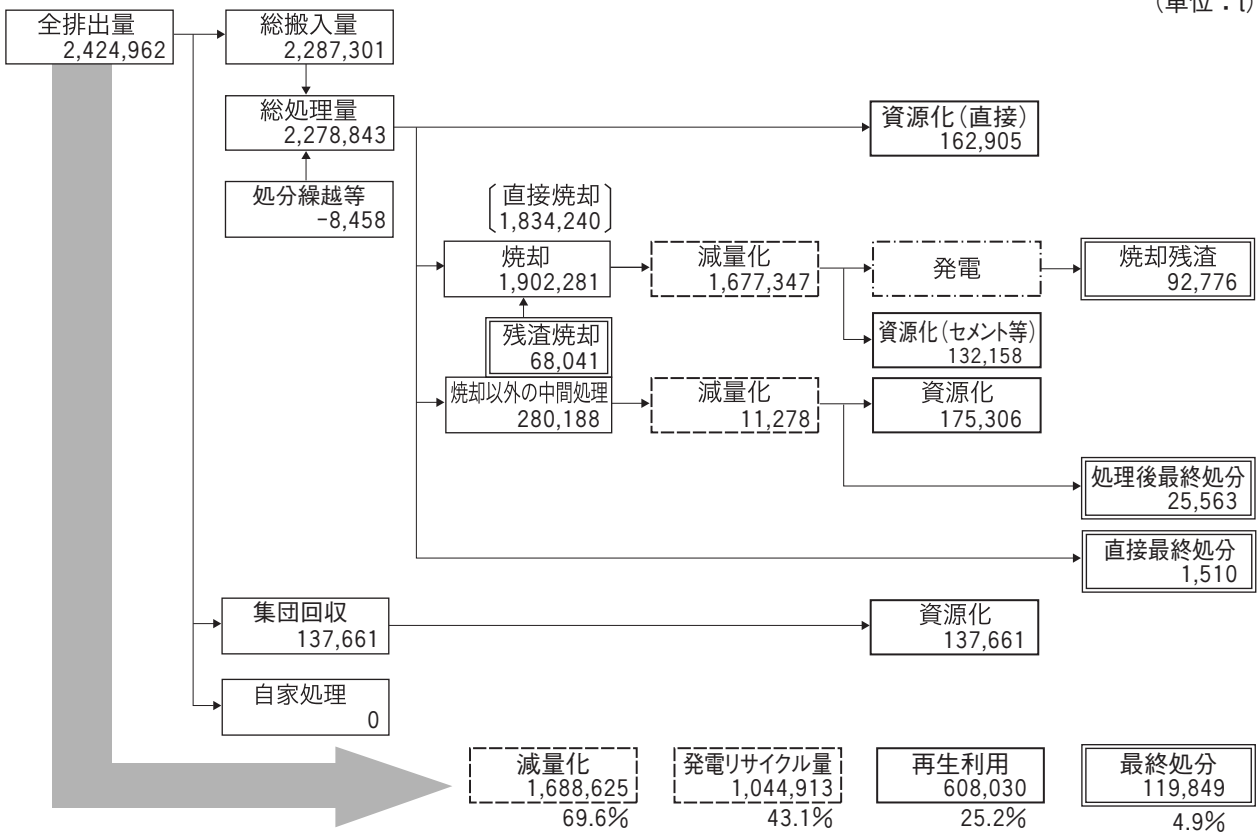 (単位：t)
全排出量
2,424,962
総搬入量
2,287,301
総処理量
2,278,843
資源化(直接)
162,905
処分繰越等
-8,458
〔直接焼却
1,834,240〕
焼却
1,902,281
減量化
1,677,347
発電
焼却残渣
92,776
残渣焼却
68,041
資源化(セメント等)
132,158
焼却以外の中間処理
280,188
減量化
11,278
資源化
175,306
処理後最終処分
25,563
直接最終処分
1,510
集団回収
137,661
資源化
137,661
自家処理
0
減量化
1,688,625
69.6%
発電リサイクル量
1,044,913
43.1%
再生利用
608,030
25.2%
最終処分
119,849
4.9%